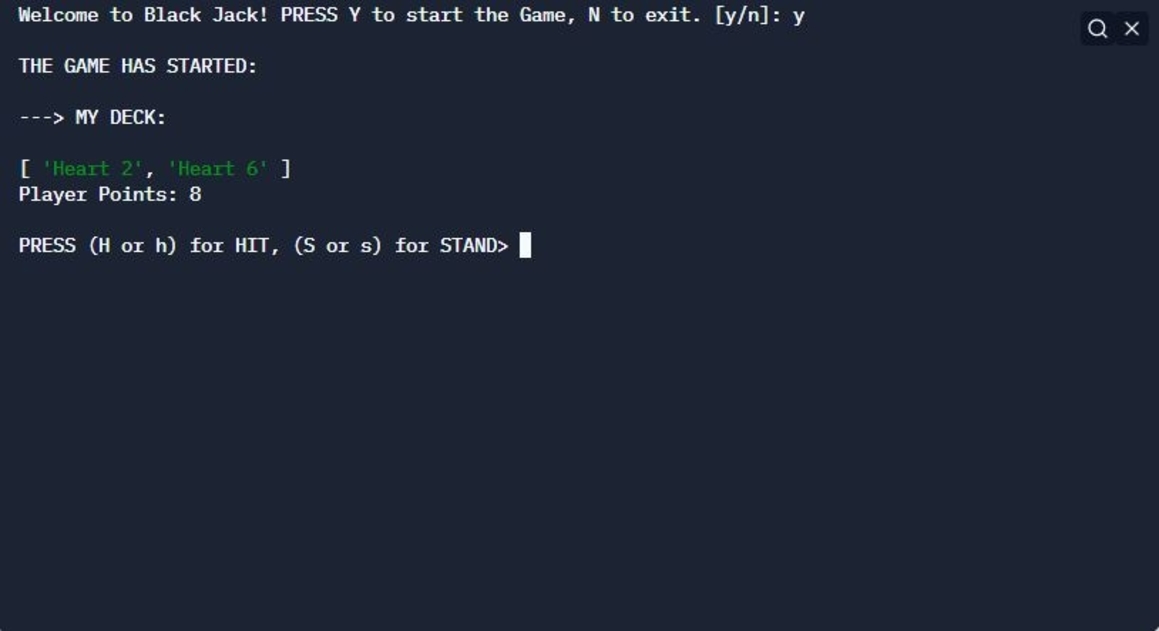 Welcome to Black Jack! PRESS Y to start the Game, N to exit. [y/n]: y
THE GAME HAS STARTED:
---> MY DECK:
[ 'Heart 2', 'Heart 6' ]
Player Points: 8
PRESS (H or h) for HIT, (S or s) for STAND>